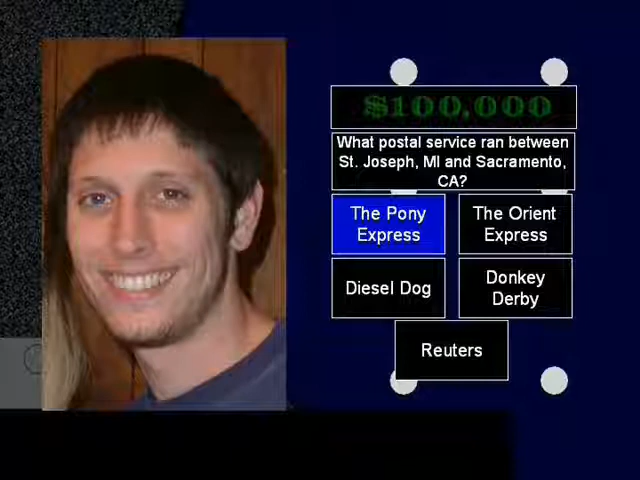 $100,000
What postal service ran between
St. Joseph, MI and Sacramento,
CA?
The Pony
Express
The Orient
Express
Diesel Dog
Donkey
Derby
Reuters